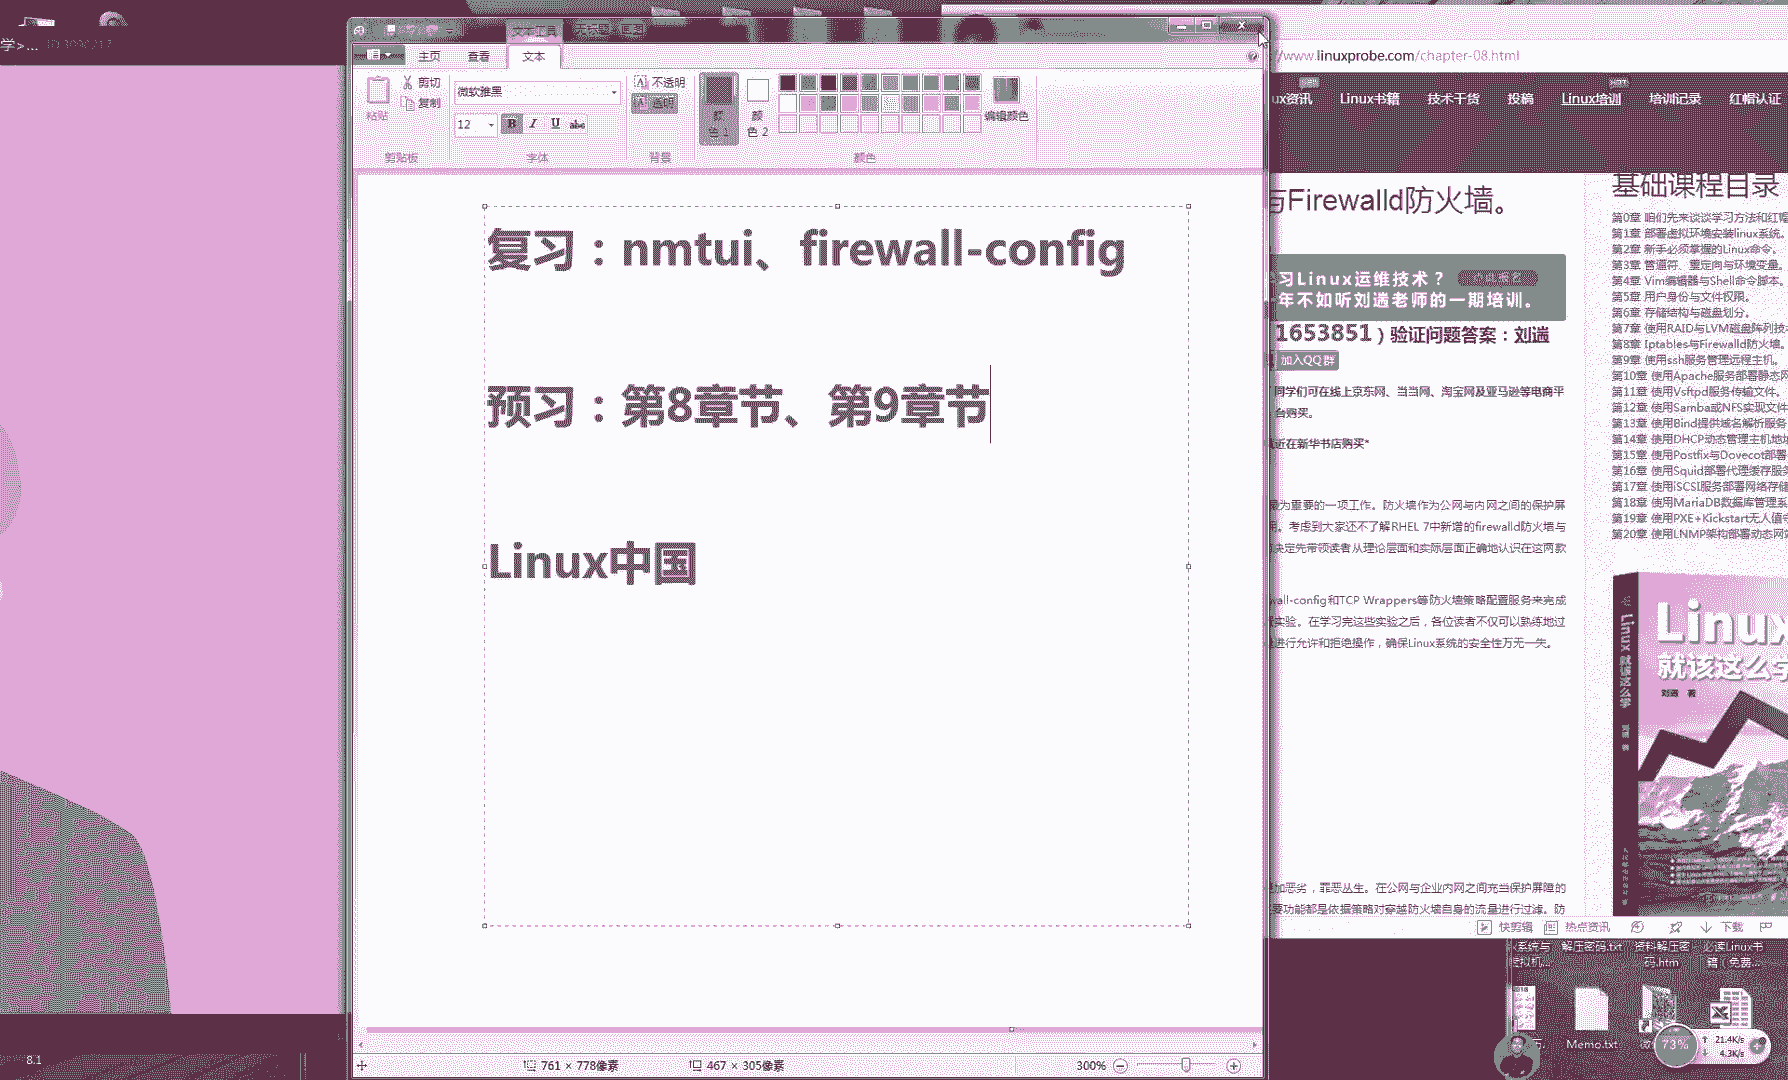 学>...
文本工具
主页
查看
文本
粘贴
剪切
复制
剪贴板
微软雅黑
12
B I U abc
字体
不透明
透明
背景
颜色 1
颜色 2
编辑颜色
颜色
复习：nmtui、firewall-config
预习：第8章节、第9章节
Linux中国
761 × 778像素
467 × 305像素
300%
8.1
/www.linuxprobe.com/chapter-08.html
ux资讯
Linux书籍
技术干货
投稿
Linux培训
培训记录
红帽认证
与Firewalld防火墙。
习Linux运维技术？
年不如听刘遄老师的一期培训。
1653851）验证问题答案：刘遄
加入QQ群
同学们可在线上京东网、当当网、淘宝网及亚马逊等电商平
台购买。
近在新华书店购买*
最为重要的一项工作。防火墙作为公网与内网之间的保护屏
。考虑到大家还不了解RHEL 7中新增的firewalld防火墙与
决定先带领读者从理论层面和实际层面正确地认识在这两款
wall-config和TCP Wrappers等防火墙策略配置服务来完成
实验。在学习完这些实验之后，各位读者不仅可以熟练地过
进行允许和拒绝操作，确保Linux系统的安全性万无一失。
加恶劣，罪恶丛生。在公网与企业内网之间充当保护屏障的
要功能都是依据策略对穿越防火墙自身的流量进行过滤。防
基础课程目录
第0章 咱们先来谈谈学习方法和红帽
第1章 部署虚拟环境安装linux系统。
第2章 新手必须掌握的Linux命令。
第3章 管道符、重定向与环境变量。
第4章 Vim编辑器与Shell命令脚本。
第5章 用户身份与文件权限。
第6章 存储结构与磁盘划分。
第7章 使用RAID与LVM磁盘阵列技
第8章 Iptables与Firewalld防火墙。
第9章 使用ssh服务管理远程主机。
第10章 使用Apache服务部署静态网
第11章 使用Vsftpd服务传输文件。
第12章 使用Samba或NFS实现文件
第13章 使用Bind提供域名解析服务
第14章 使用DHCP动态管理主机地
第15章 使用Postfix与Dovecot部署
第16章 使用Squid部署代理缓存服
第17章 使用iSCSI服务部署网络存储
第18章 使用MariaDB数据库管理系
第19章 使用PXE+Kickstart无人值
第20章 使用LNMP架构部署动态网
Linux
就该这么学
刘遄 著
Linux 就该这么学
快剪辑
热点资讯
下载
解压密码.txt
资料解压密
码.htm
必读Linux书
籍（免费...
Memo.txt
73%
21.4K/s
4.3K/s